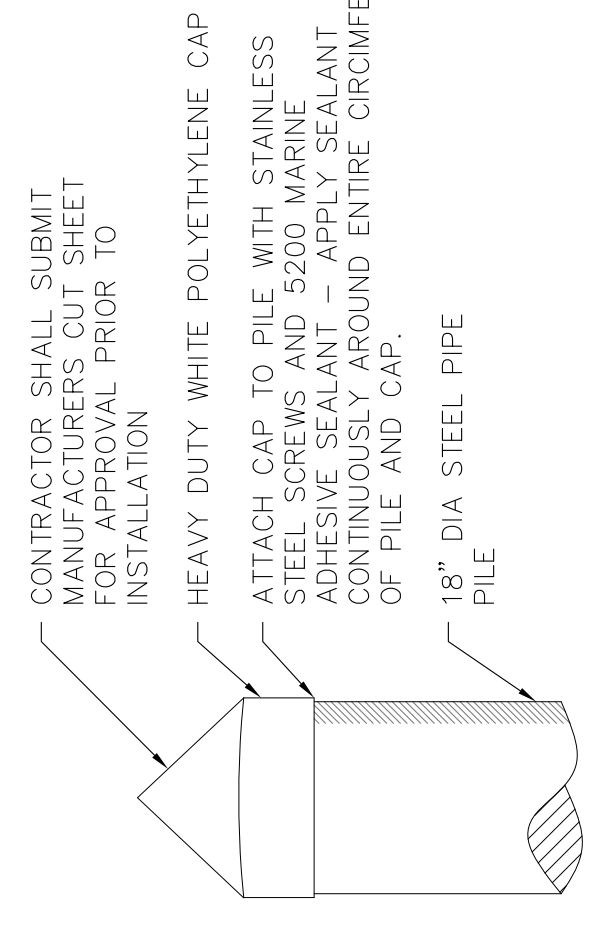 CONTRACTOR SHALL SUBMIT
MANUFACTURERS CUT SHEET
FOR APPROVAL PRIOR TO
INSTALLATION
HEAVY DUTY WHITE POLYETHYLENE CAP
ATTACH CAP TO PILE WITH STAINLESS
STEEL SCREWS AND 5200 MARINE
ADHESIVE SEALANT – APPLY SEALANT
CONTINUOUSLY AROUND ENTIRE
OF PILE AND CAP.
18" DIA STEEL PIPE
PILE